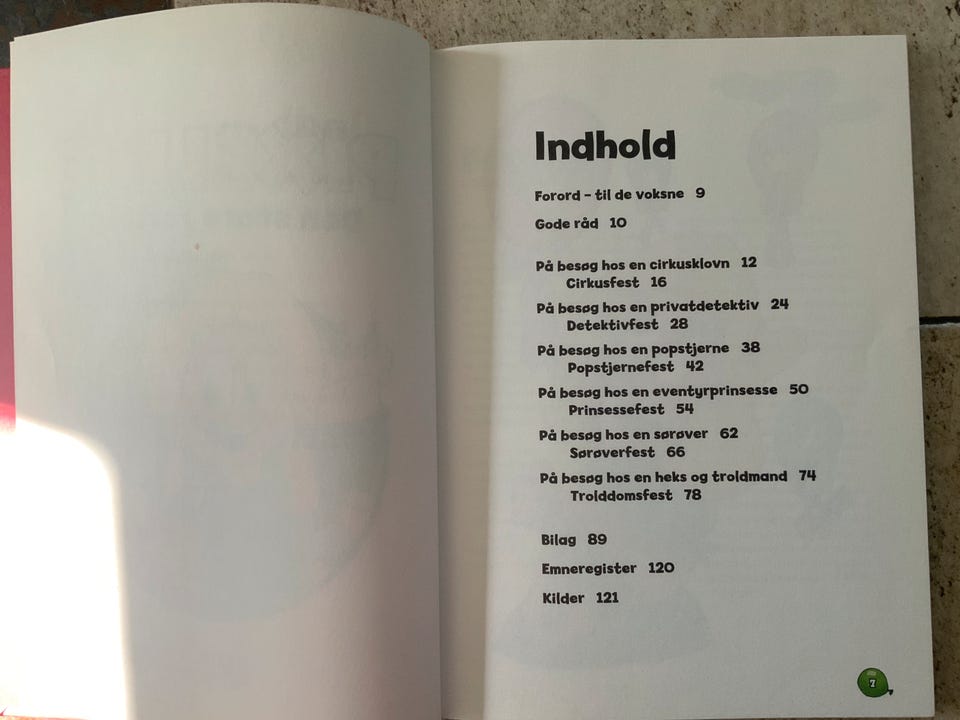 Indhold
Forord – til de voksne 9
Gode råd 10
På besøg hos en cirkusklovn 12
Cirkusfest 16
På besøg hos en privatdetektiv 24
Detektivfest 28
På besøg hos en popstjerne 38
Popstjernefest 42
På besøg hos en eventyrprinsesse 50
Prinsessefest 54
På besøg hos en sørøver 62
Sørøverfest 66
På besøg hos en heks og troldmand 74
Trolddomsfest 78
Bilag 89
Emneregister 120
Kilder 121
7